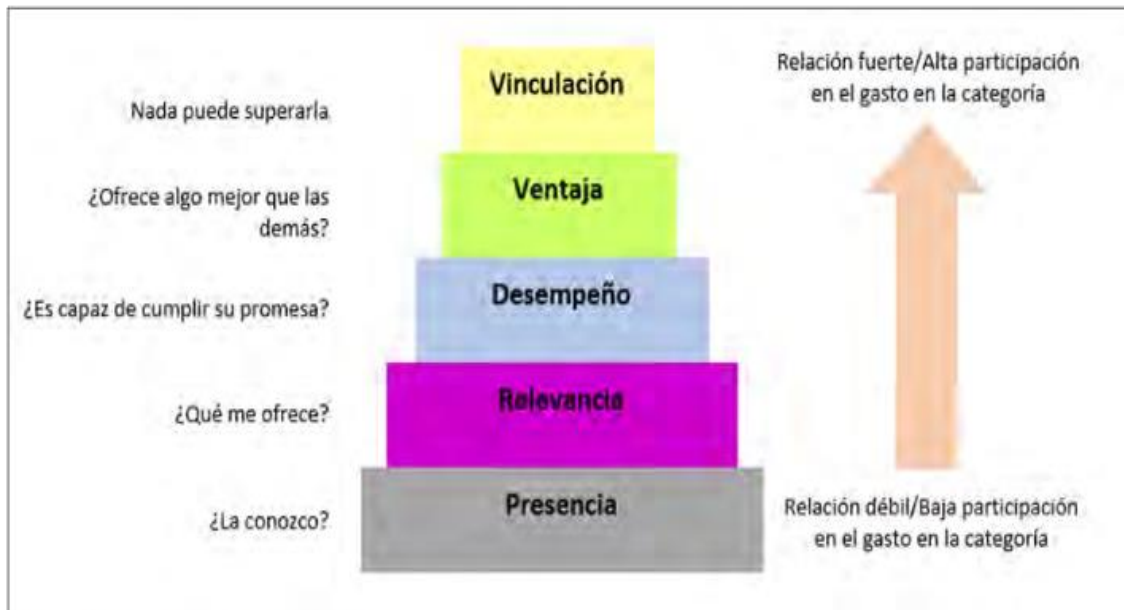 Vinculación
Nada puede superarla
Relación fuerte/Alta participación
en el gasto en la categoría
Ventaja
¿Ofrece algo mejor que las
demás?
Desempeño
¿Es capaz de cumplir su promesa?
Relevancia
¿Qué me ofrece?
Presencia
¿La conozco?
Relación débil/Baja participación
en el gasto en la categoría